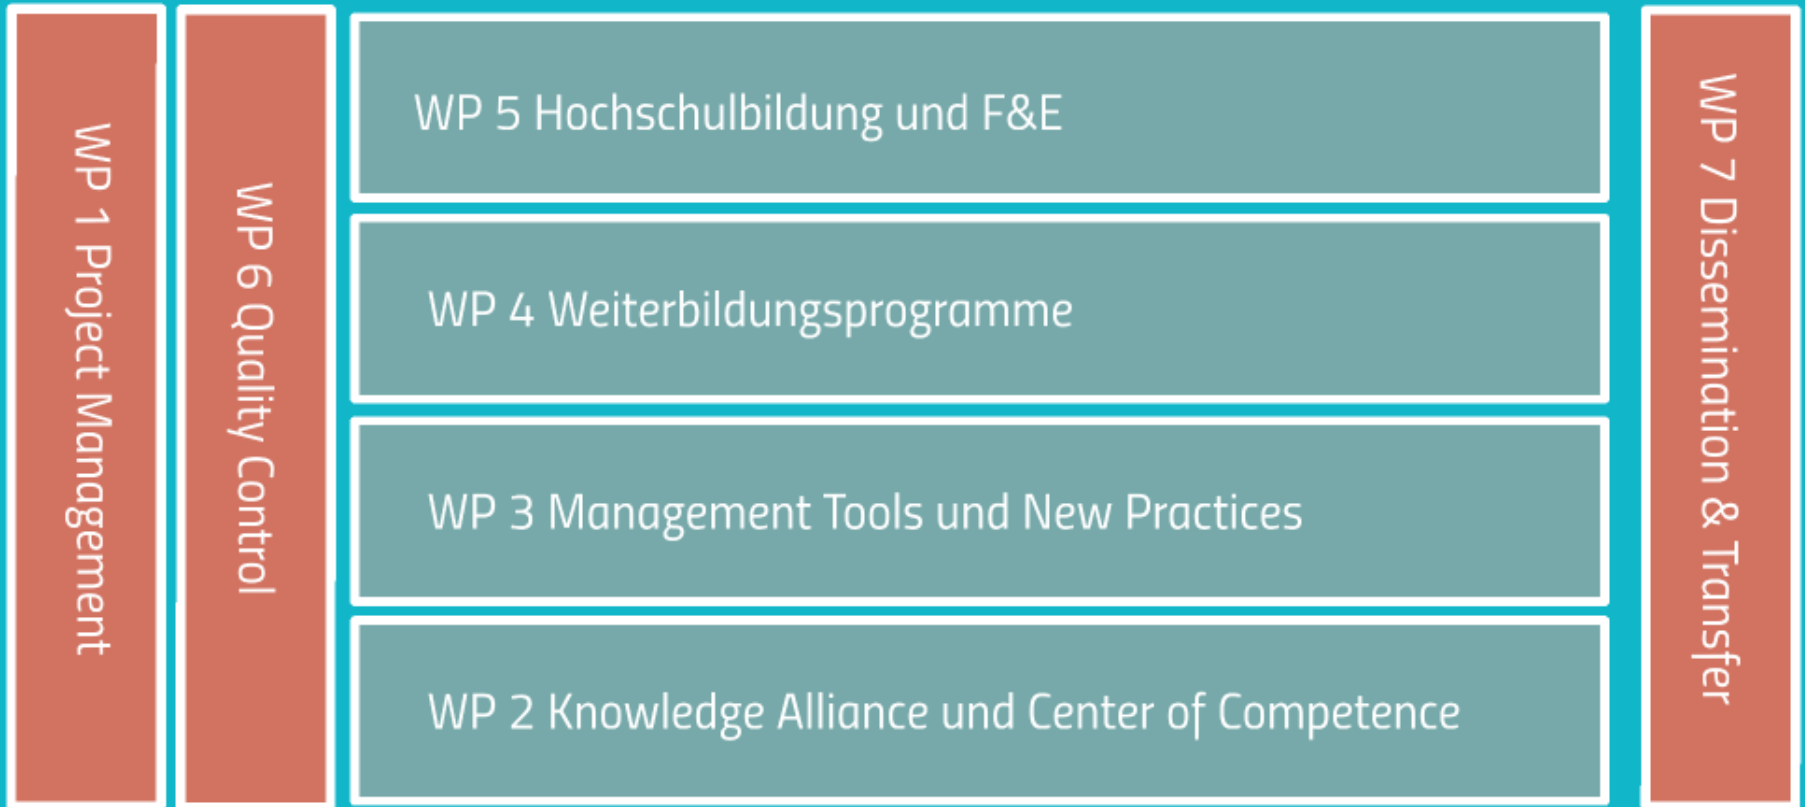 WP 1 Project Management
WP 6 Quality Control
WP 5 Hochschulbildung und F&E
WP 4 Weiterbildungsprogramme
WP 3 Management Tools und New Practices
WP 2 Knowledge Alliance und Center of Competence
WP 7 Dissemination & Transfer